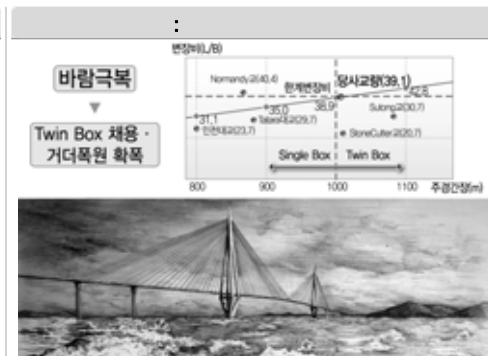 :
바람극복
Twin Box 채용 ·
거더폭원 확폭
변장비(L/B)
Normandy교(40.4)
한계변장비
당사교량(39.1)
42.8
31.1
35.0
38.9
Sutong교(30.7)
인천대교(23.7)
Tatara대교(29.7)
StoneCutter교(20.7)
Single Box
Twin Box
800
900
1000
1100
주경간장(m)